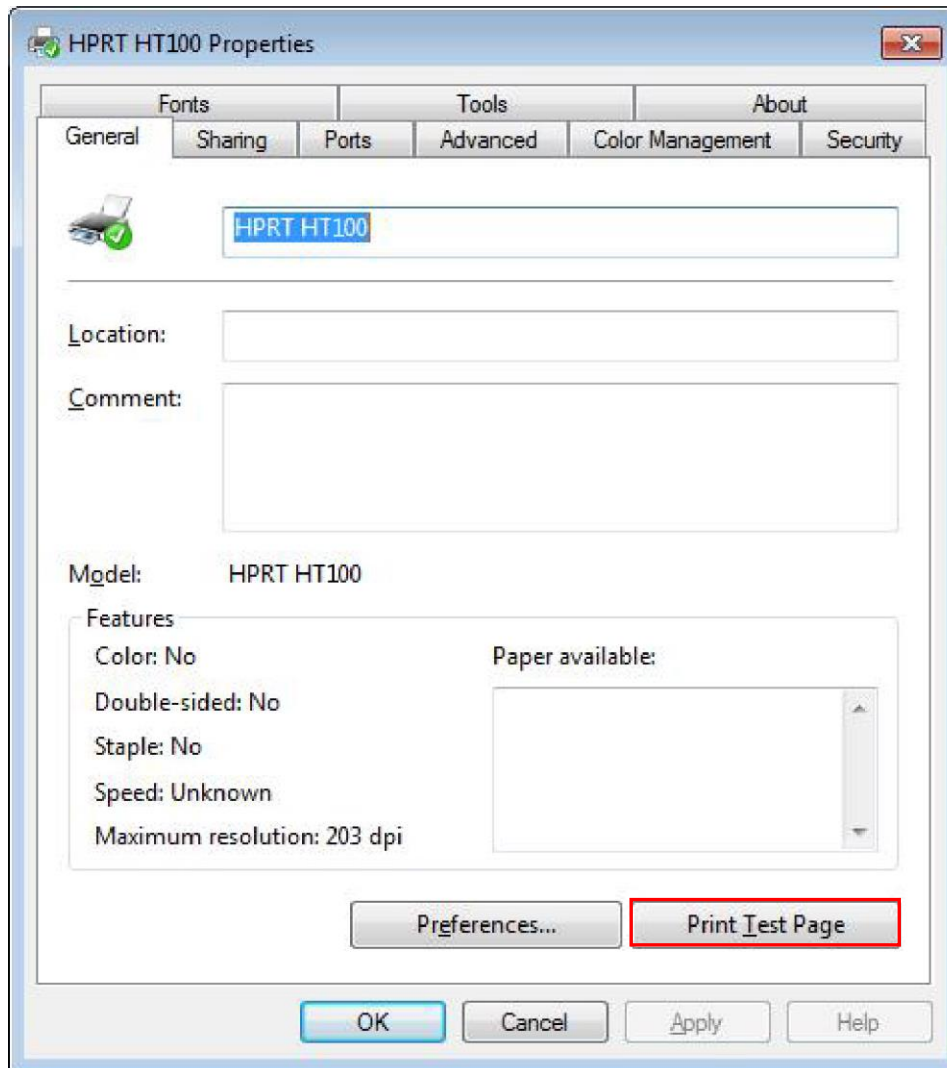 HPRT HT100 Properties
Fonts Tools About
General Sharing Ports Advanced Color Management Security
HPRT HT100
Location:
Comment:
Model: HPRT HT100
Features
Color: No Paper available:
Double-sided: No
Staple: No
Speed: Unknown
Maximum resolution: 203 dpi
Preferences... Print Test Page
OK Cancel Apply Help